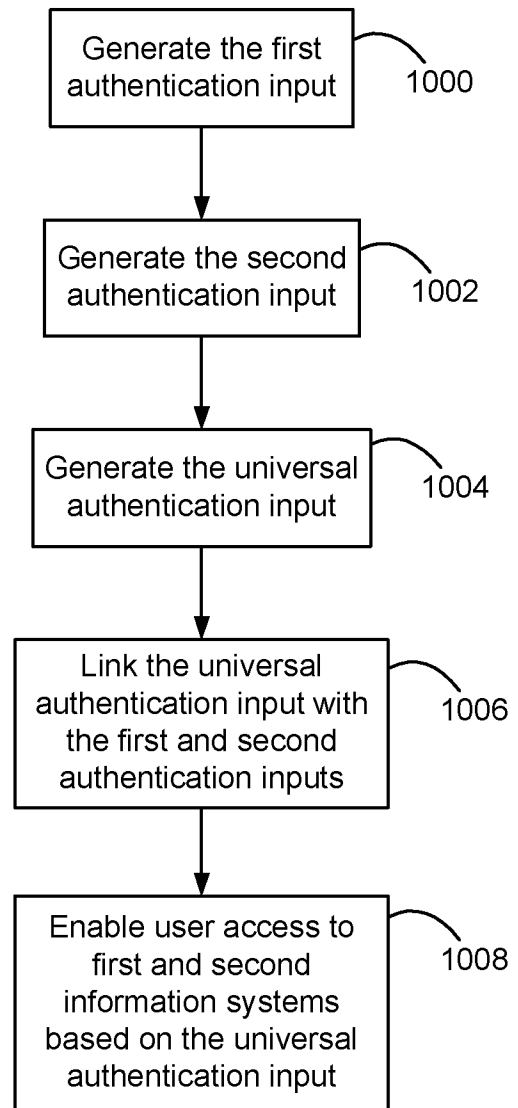 Generate the first
authentication input
1000
Generate the second
authentication input
1002
Generate the universal
authentication input
1004
Link the universal
authentication input with
the first and second
authentication inputs
1006
Enable user access to
first and second
information systems
based on the universal
authentication input
1008